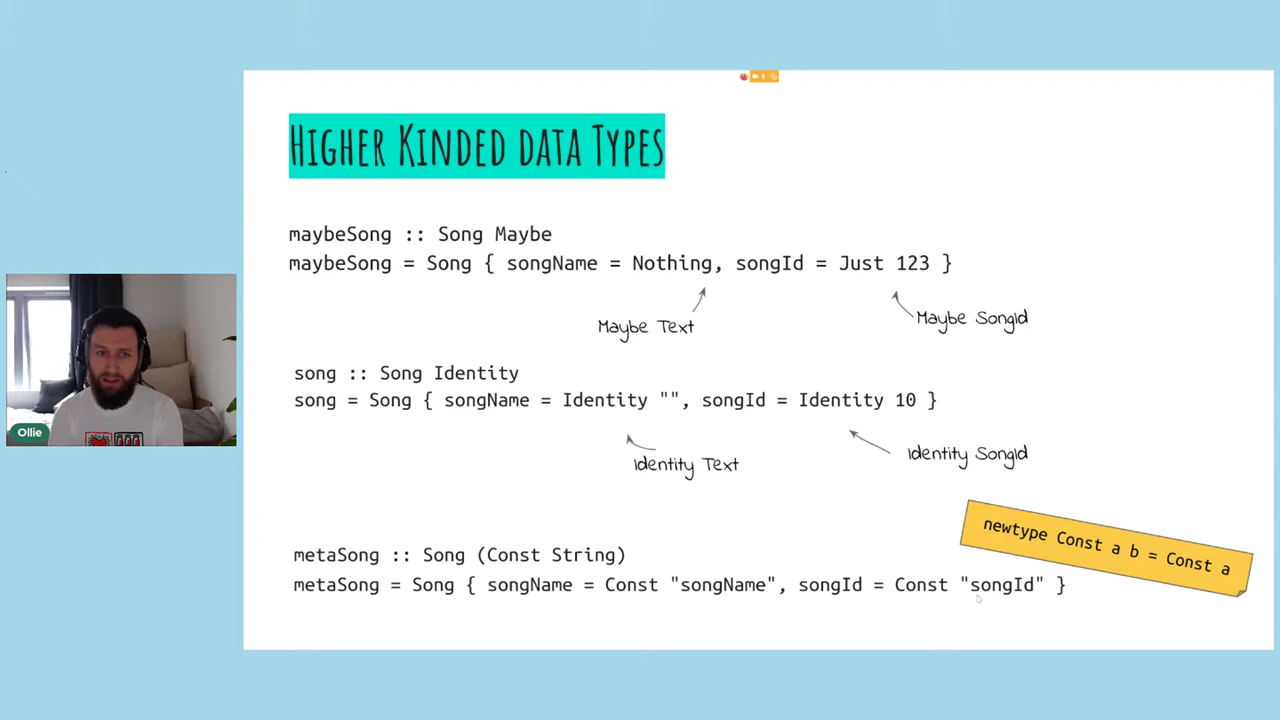 Higher Kinded data Types
maybeSong :: Song Maybe
maybeSong = Song { songName = Nothing, songId = Just 123 }
Maybe Text
Maybe SongId
song :: Song Identity
song = Song { songName = Identity "", songId = Identity 10 }
Identity Text
Identity SongId
newtype Const a b = Const a
metaSong :: Song (Const String)
metaSong = Song { songName = Const "songName", songId = Const "songId" }
Ollie